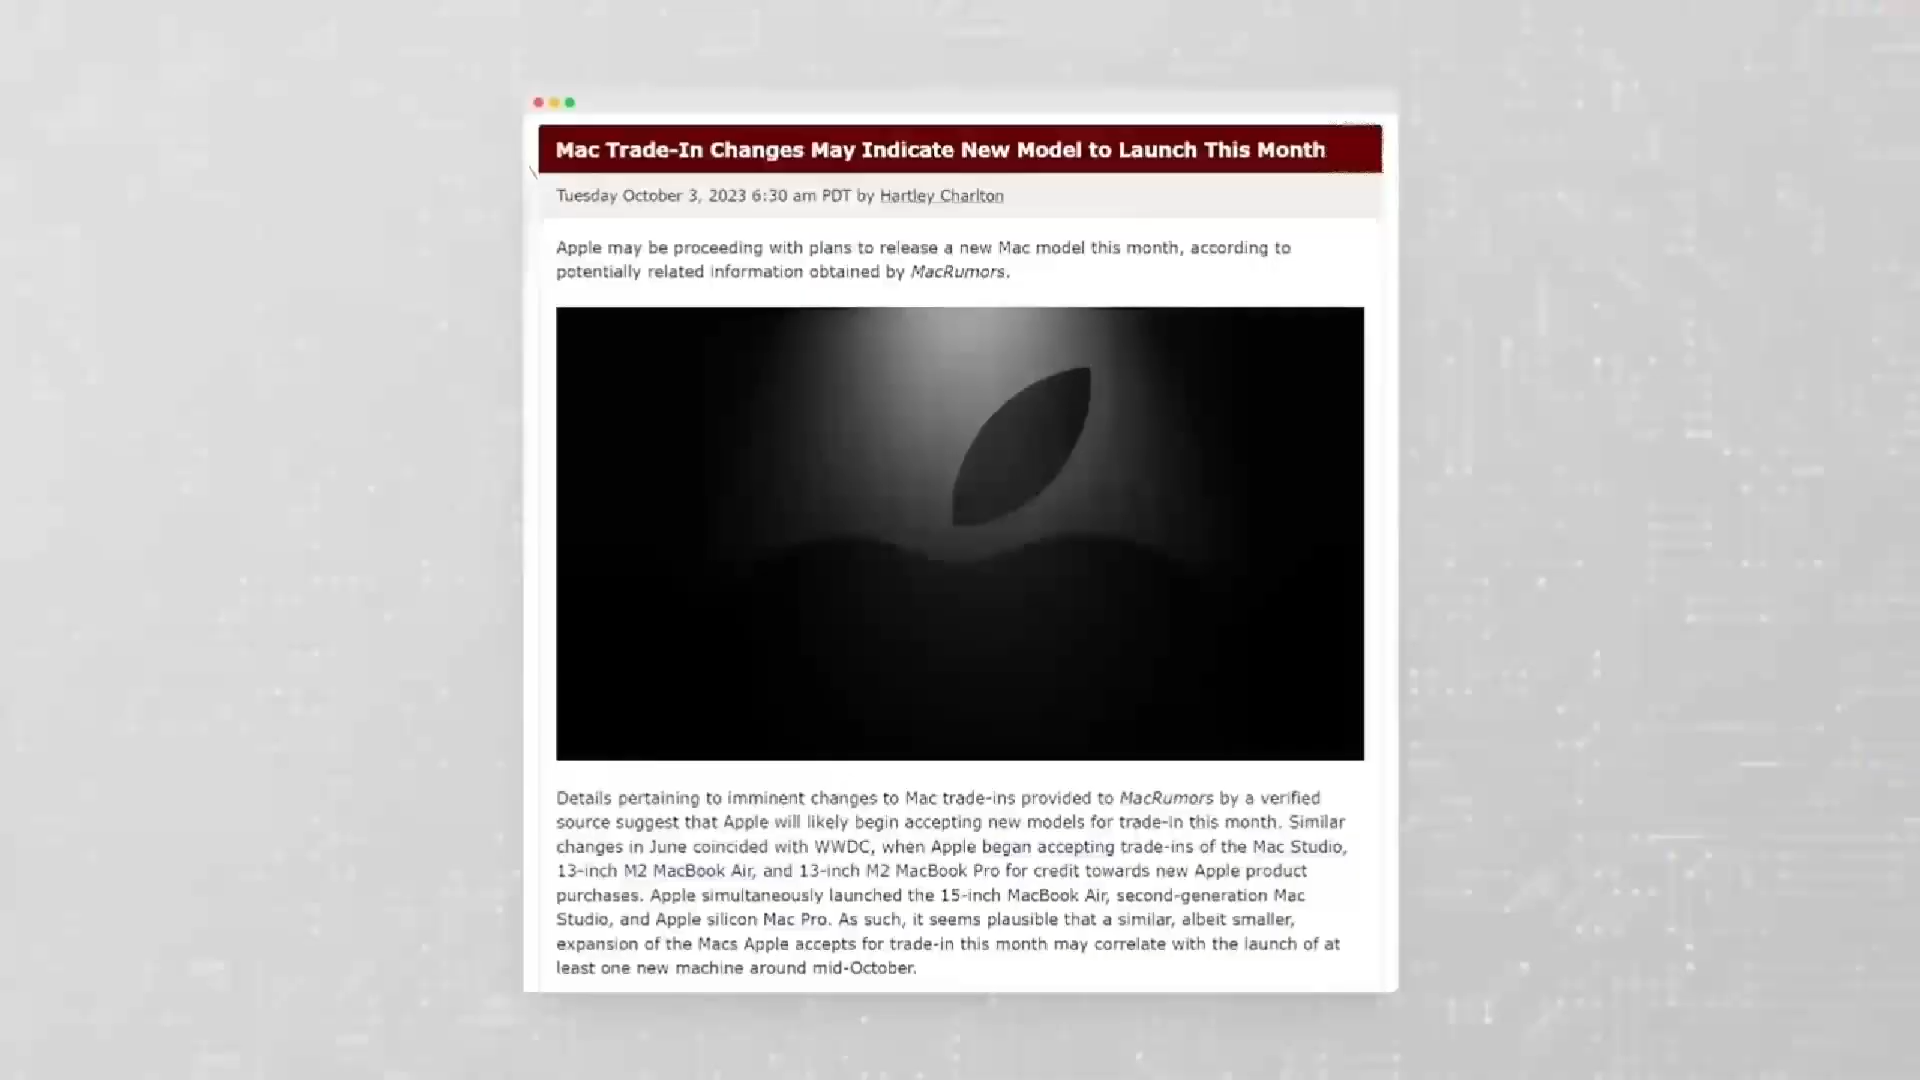 Mac Trade-In Changes May Indicate New Model to Launch This Month
Tuesday October 3, 2023 6:30 am PDT by Hartley Charlton
Apple may be proceeding with plans to release a new Mac model this month, according to
potentially related information obtained by MacRumors.
Details pertaining to imminent changes to Mac trade-ins provided to MacRumors by a verified
source suggest that Apple will likely begin accepting new models for trade-in this month. Similar
changes in June coincided with WWDC, when Apple began accepting trade-ins of the Mac Studio,
13-inch M2 MacBook Air, and 13-inch M2 MacBook Pro for credit towards new Apple product
purchases. Apple simultaneously launched the 15-inch MacBook Air, second-generation Mac
Studio, and Apple silicon Mac Pro. As such, it seems plausible that a similar, albeit smaller,
expansion of the Macs Apple accepts for trade-in this month may correlate with the launch of at
least one new machine around mid-October.